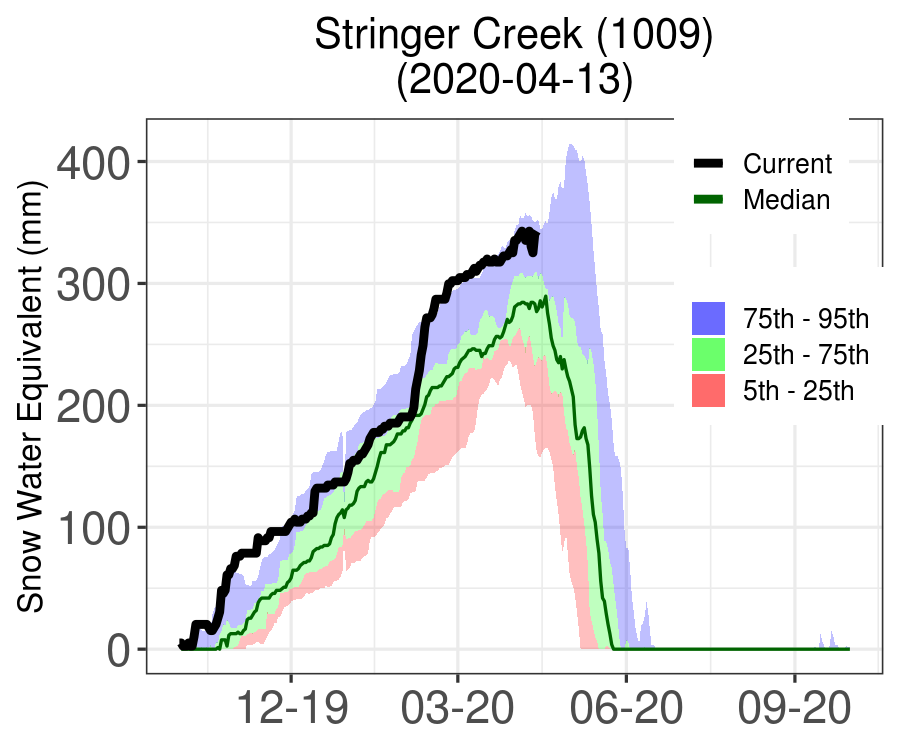 Stringer Creek (1009)
(2020-04-13)
Snow Water Equivalent (mm)
400
300
200
100
0
12-19
03-20
06-20
09-20
Current
Median
75th - 95th
25th - 75th
5th - 25th